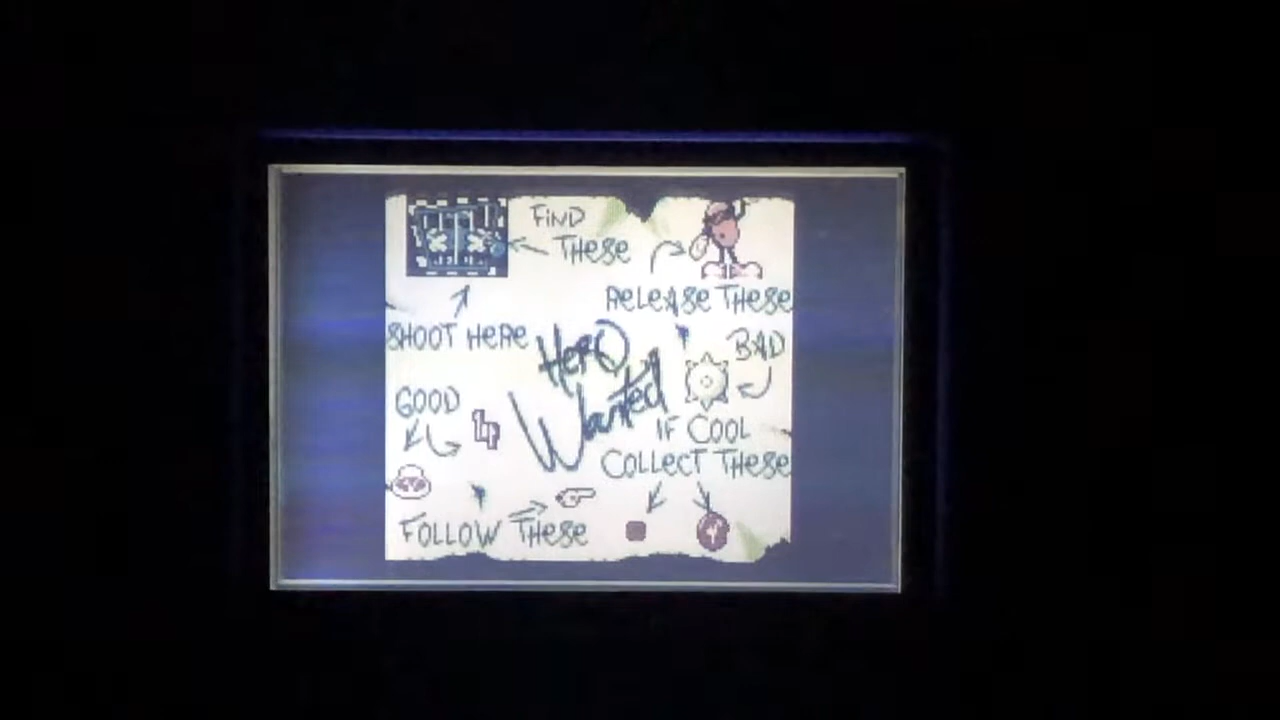 FIND
THESE
RELEASE THESE
SHOOT HERE
HERO
Wanted
BAD
GOOD
IF COOL
COLLECT THESE
FOLLOW THESE